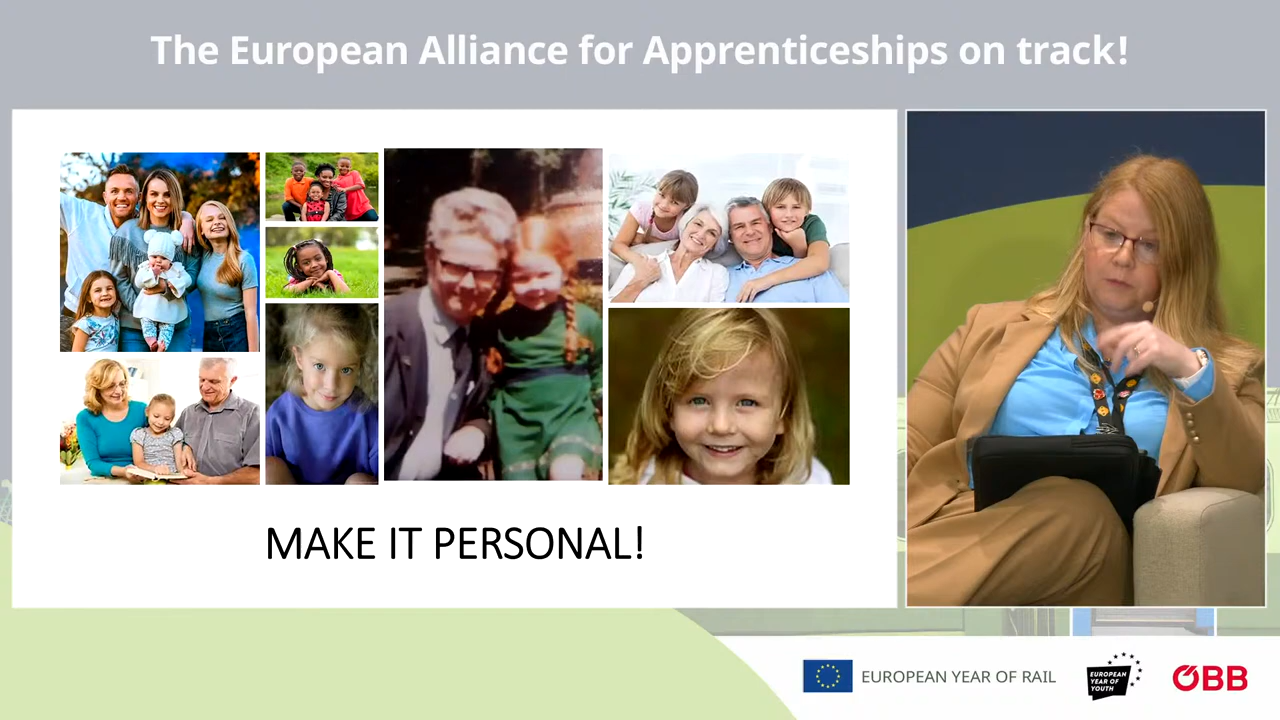 The European Alliance for Apprenticeships on track!
MAKE IT PERSONAL!
EUROPEAN YEAR OF RAIL
EUROPEAN
YEAR OF
YOUTH
ÖBB